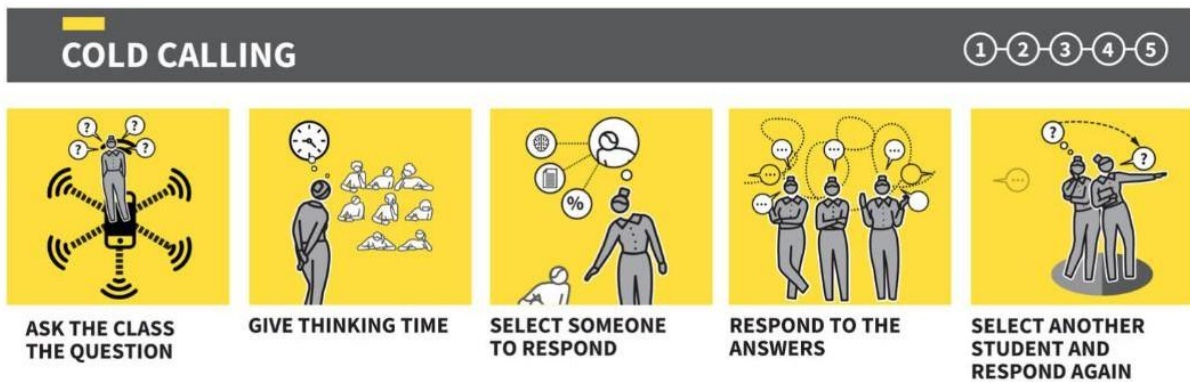 COLD CALLING
1 2 3 4 5
? ?
? ?
%
... ... ...
... ...
...
?
?
...
ASK THE CLASS
THE QUESTION
GIVE THINKING TIME
SELECT SOMEONE
TO RESPOND
RESPOND TO THE
ANSWERS
SELECT ANOTHER
STUDENT AND
RESPOND AGAIN